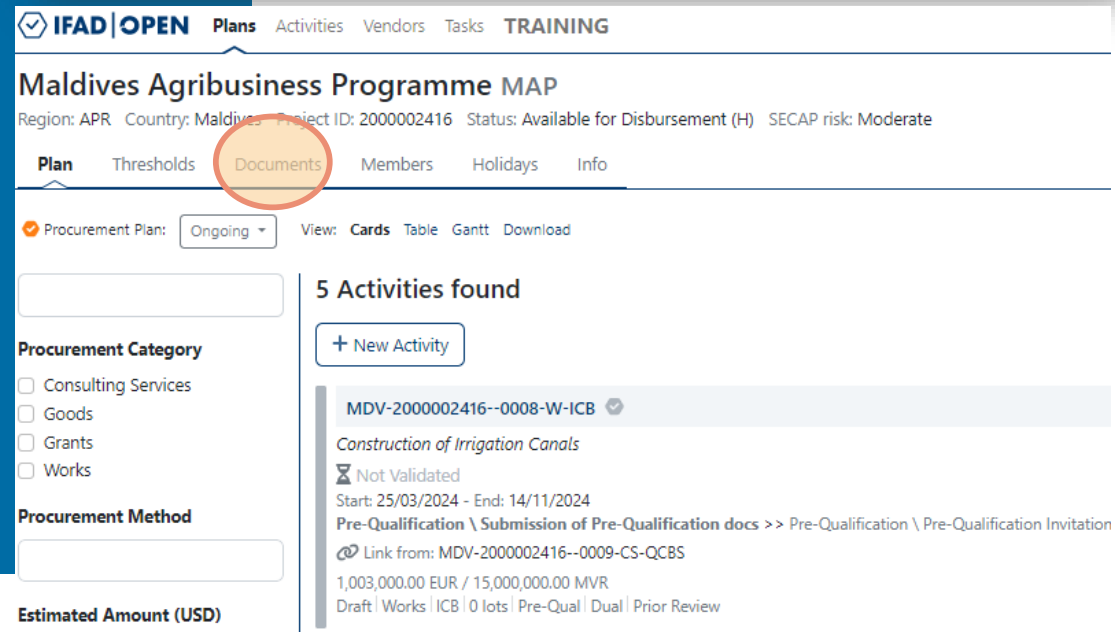 IFAD|OPEN Plans Activities Vendors Tasks TRAINING
Maldives Agribusiness Programme MAP
Region: APR Country: Maldives Project ID: 2000002416 Status: Available for Disbursement (H) SECAP risk: Moderate
Plan Thresholds Documents Members Holidays Info
Procurement Plan: Ongoing View: Cards Table Gantt Download
5 Activities found
+ New Activity
Procurement Category
Consulting Services
Goods
Grants
Works
Procurement Method
Estimated Amount (USD)
MDV-2000002416--0008-W-ICB
Construction of Irrigation Canals
Not Validated
Start: 25/03/2024 - End: 14/11/2024
Pre-Qualification \ Submission of Pre-Qualification docs >> Pre-Qualification \ Pre-Qualification Invitation
Link from: MDV-2000002416--0009-CS-QCBS
1,003,000.00 EUR / 15,000,000.00 MVR
Draft | Works | ICB | 0 lots | Pre-Qual | Dual | Prior Review